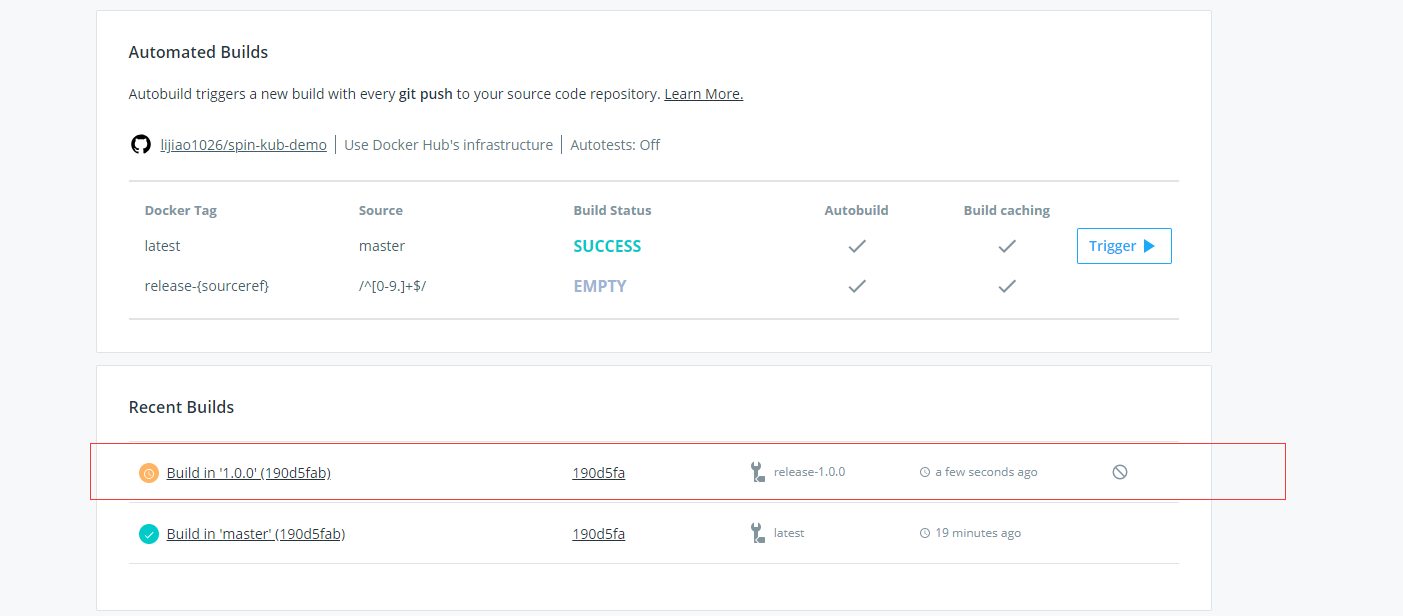 Automated Builds
Autobuild triggers a new build with every git push to your source code repository. Learn More.
lijiao1026/spin-kub-demo Use Docker Hub's infrastructure Autotests: Off
Docker Tag Source Build Status Autobuild Build caching
latest master SUCCESS Trigger
release-{sourceref} /^[0-9.]+$/ EMPTY
Recent Builds
Build in '1.0.0' (190d5fab) 190d5fa release-1.0.0 a few seconds ago
Build in 'master' (190d5fab) 190d5fa latest 19 minutes ago